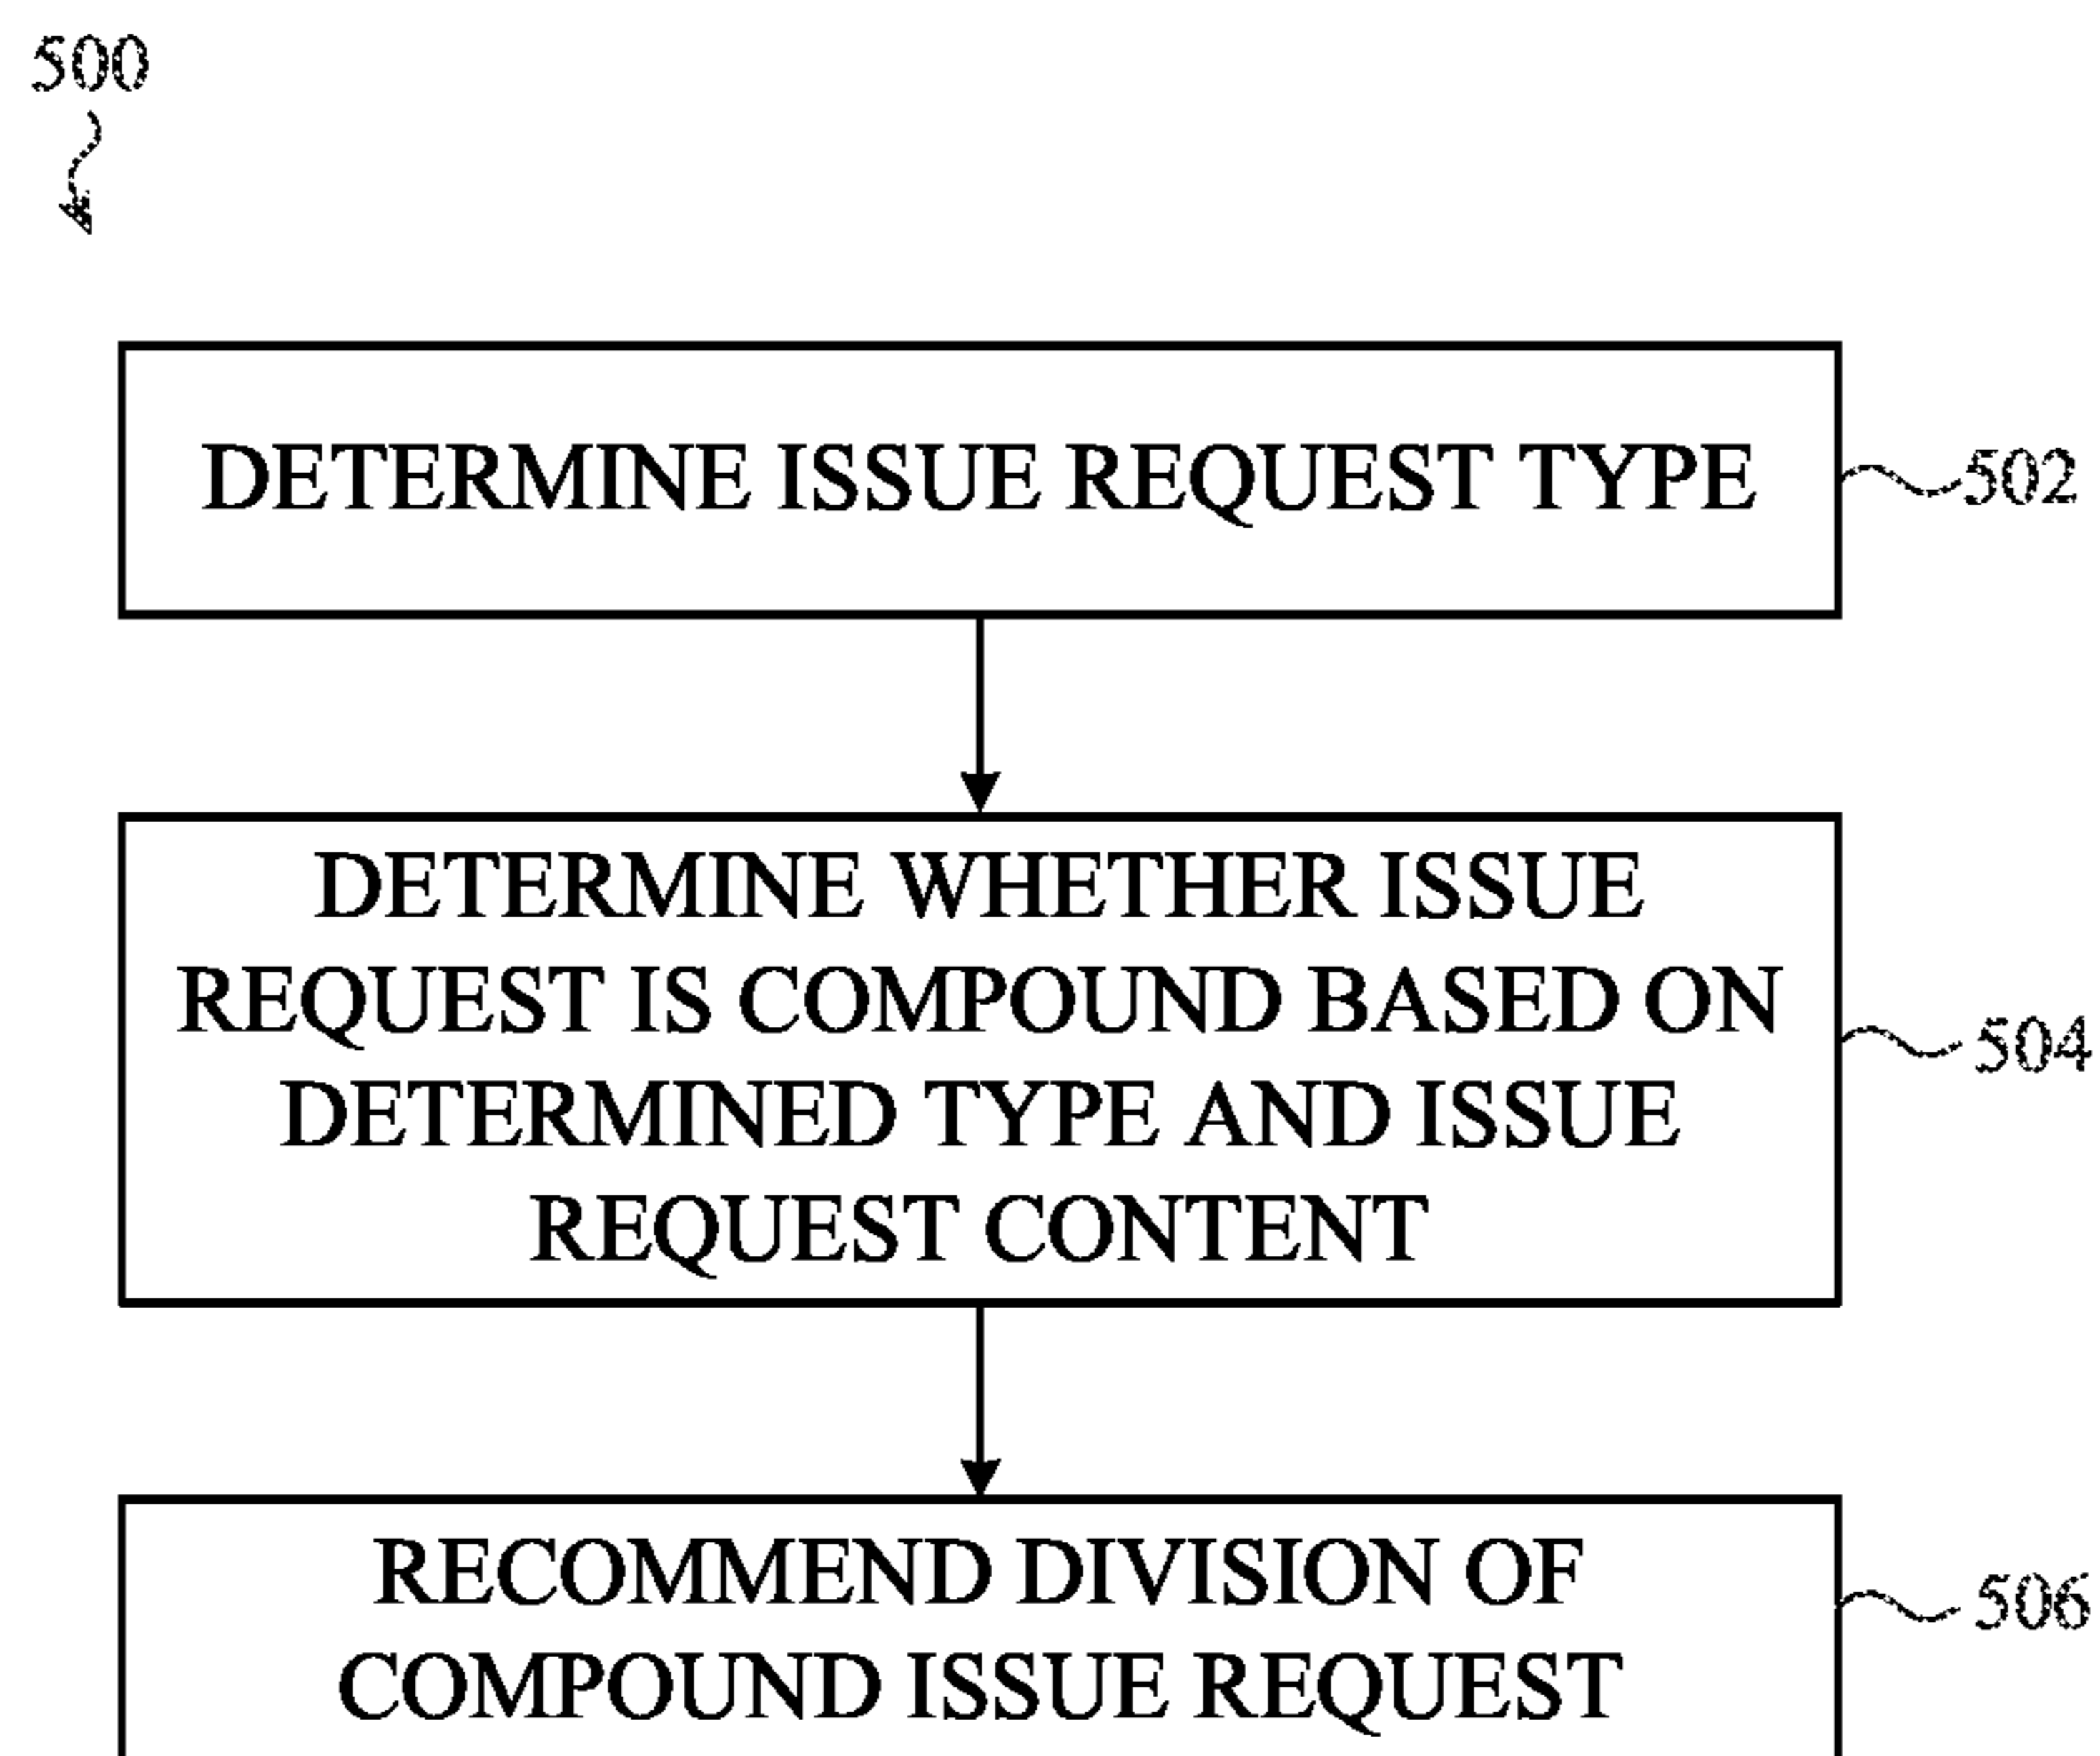 500
DETERMINE ISSUE REQUEST TYPE
502
DETERMINE WHETHER ISSUE
REQUEST IS COMPOUND BASED ON
DETERMINED TYPE AND ISSUE
REQUEST CONTENT
504
RECOMMEND DIVISION OF
COMPOUND ISSUE REQUEST
506